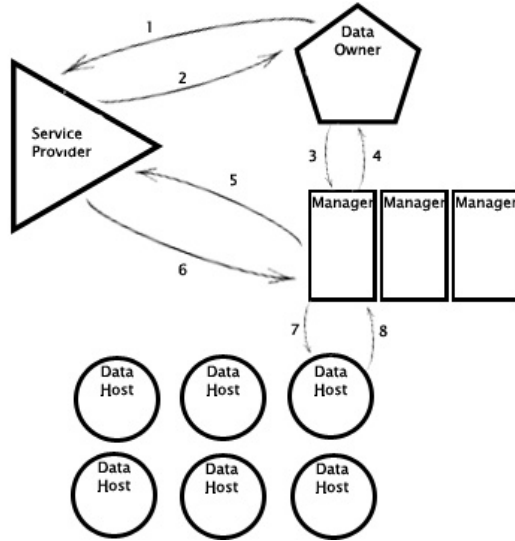 1
Data
Owner
2
Service
Provider
3
4
5
Manager
Manager
Manager
6
7
8
Data
Host
Data
Host
Data
Host
Data
Host
Data
Host
Data
Host